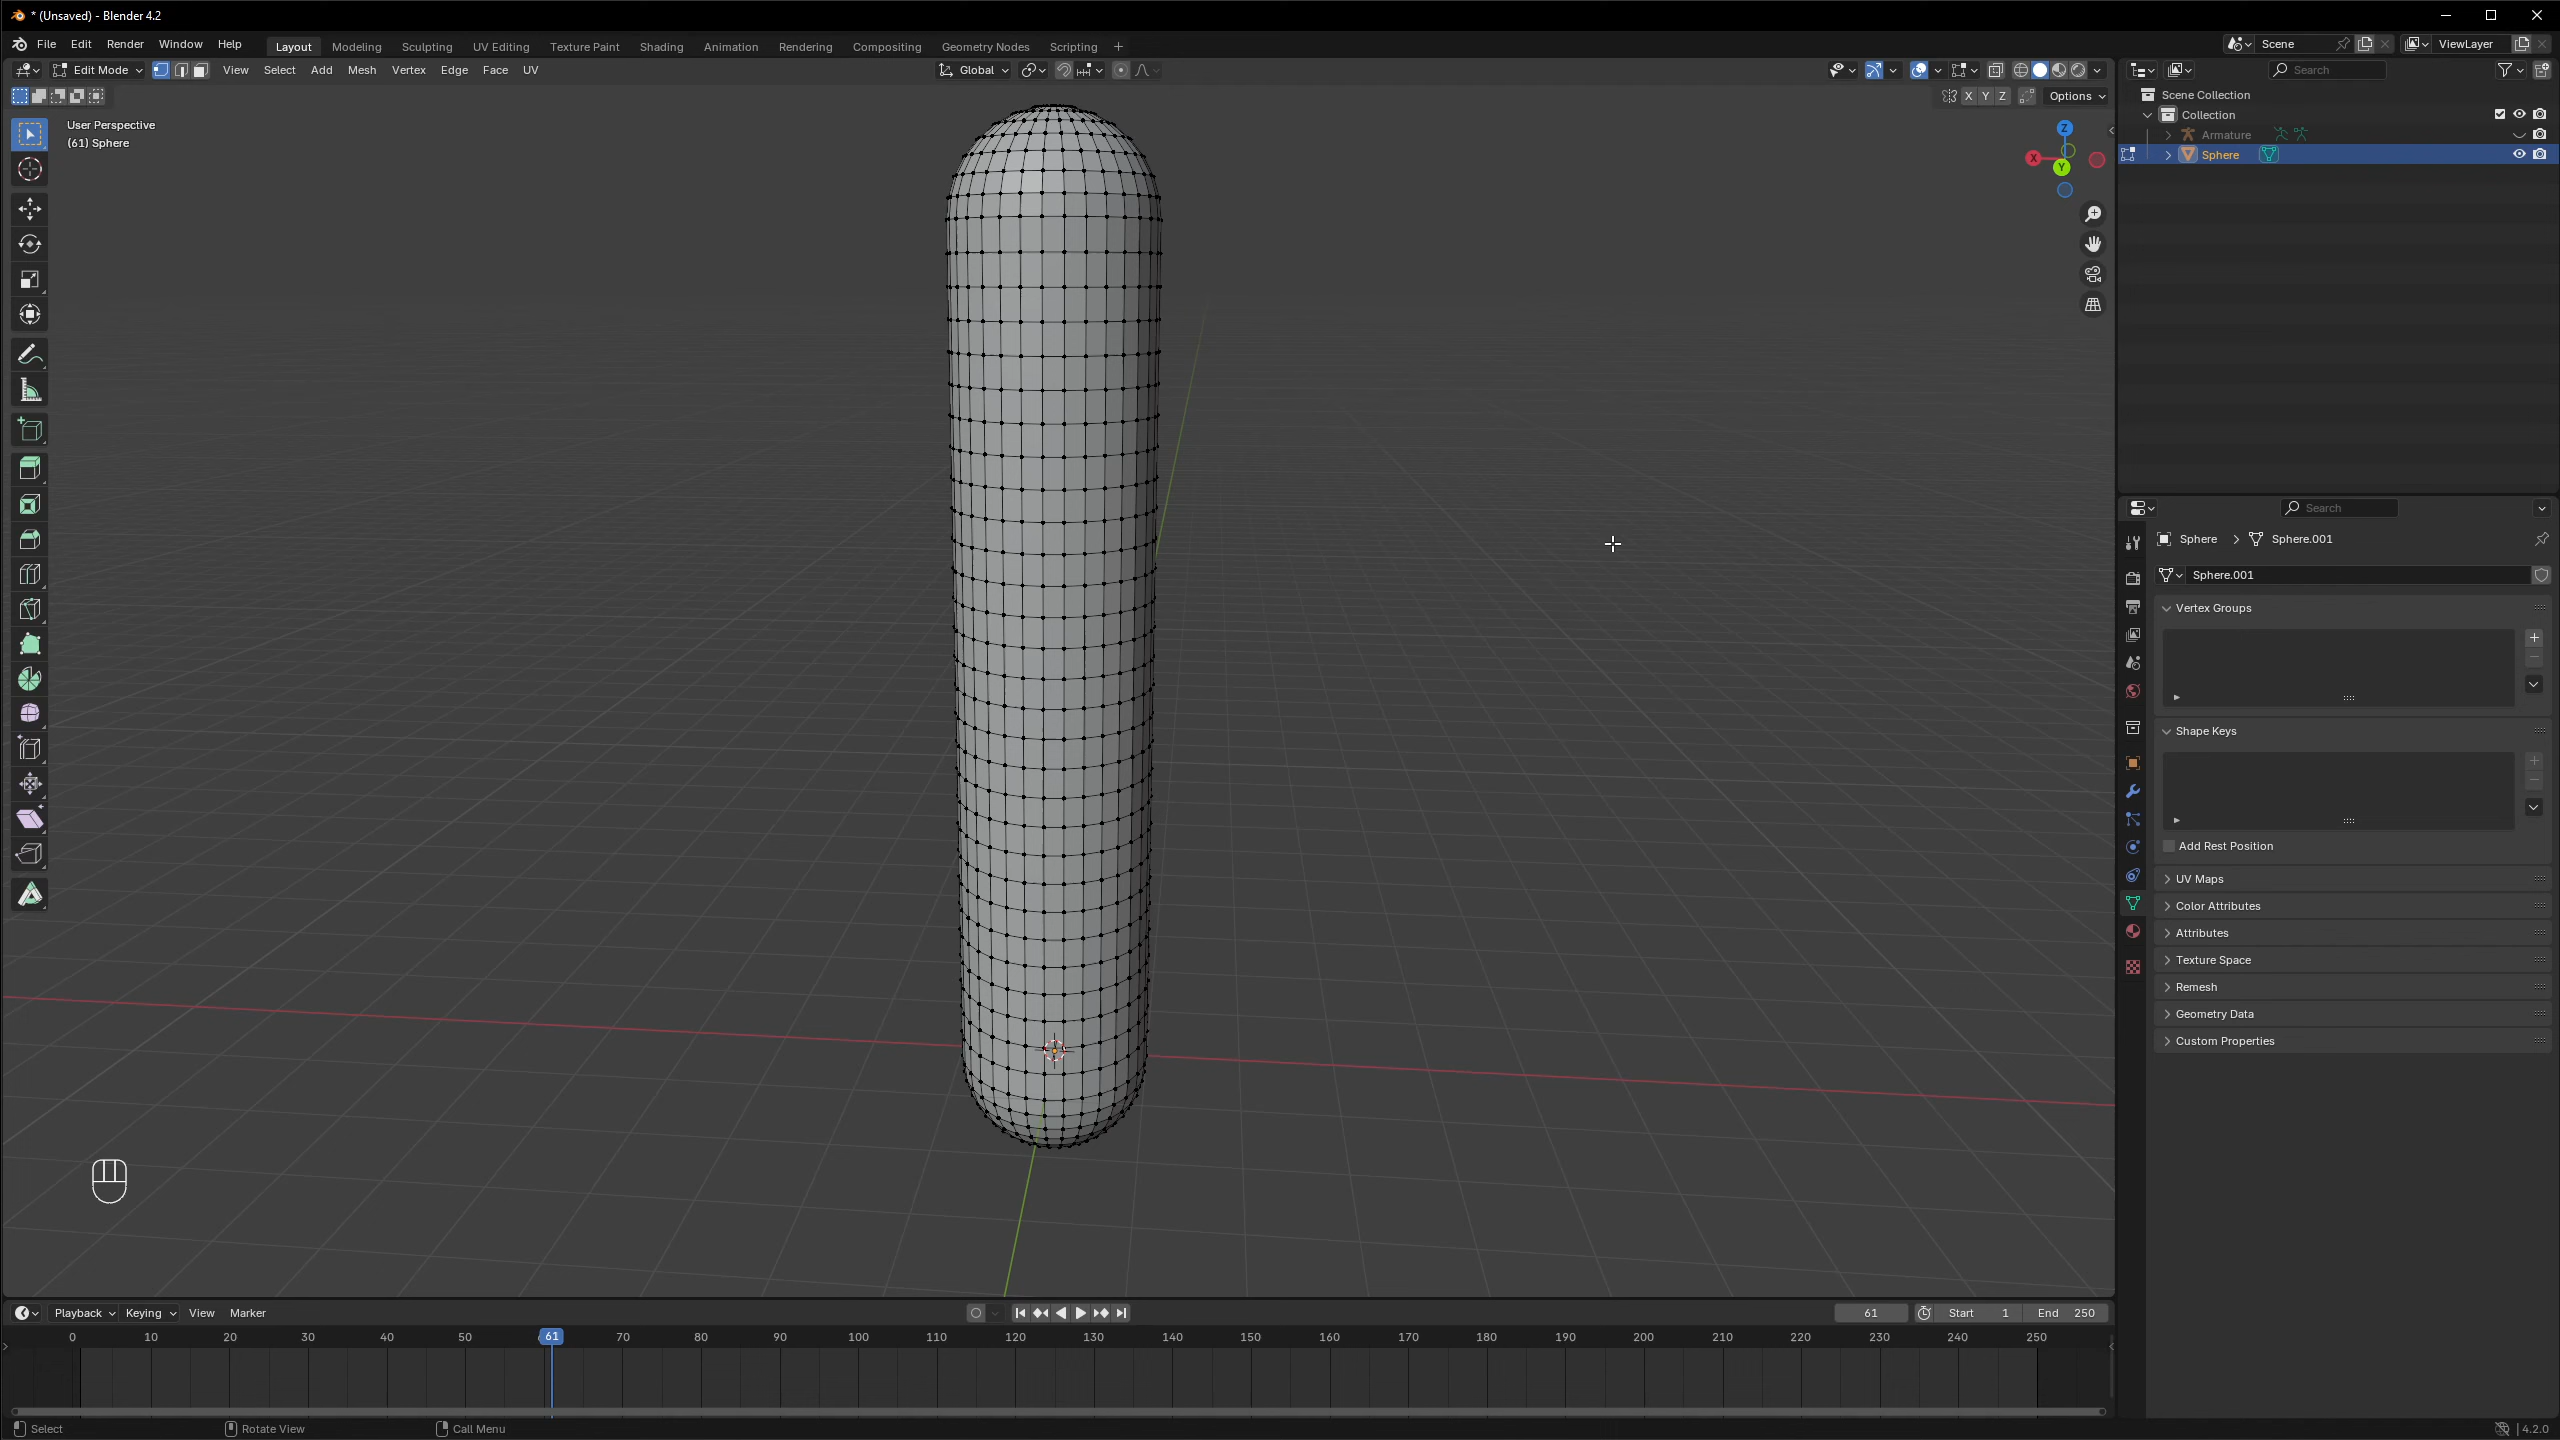 * (Unsaved) - Blender 4.2
File Edit Render Window Help Layout Modeling Sculpting UV Editing Texture Paint Shading Animation Rendering Compositing Geometry Nodes Scripting + Scene ViewLayer
Edit Mode View Select Add Mesh Vertex Edge Face UV Global Search
X Y Z Options
Scene Collection
User Perspective
(61) Sphere
Z
X
Y
Collection
Armature
Sphere
Search
Sphere Sphere.001
Sphere.001
Vertex Groups
Shape Keys
Add Rest Position
UV Maps
Color Attributes
Attributes
Texture Space
Remesh
Geometry Data
Custom Properties
Playback Keying View Marker 61 Start 1 End 250
0 10 20 30 40 50 61 70 80 90 100 110 120 130 140 150 160 170 180 190 200 210 220 230 240 250
Select Rotate View Call Menu 4.2.0